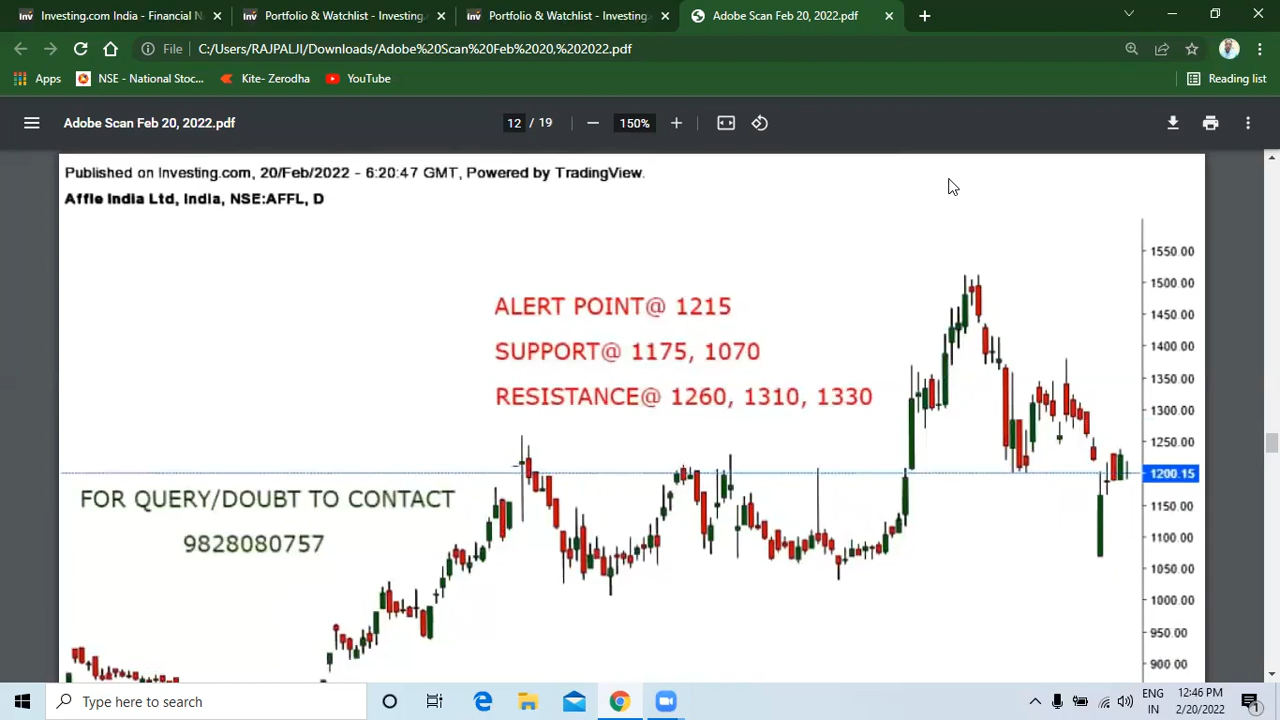 Investing.com India - Financial N
Portfolio & Watchlist - Investing.
Portfolio & Watchlist - Investing.
Adobe Scan Feb 20, 2022.pdf
File
C:/Users/RAJPALJI/Downloads/Adobe%20Scan%20Feb%2020,%202022.pdf
Apps
NSE - National Stoc...
Kite- Zerodha
YouTube
Reading list
Adobe Scan Feb 20, 2022.pdf
12 / 19
150%
Published on Investing.com, 20/Feb/2022 - 6:20:47 GMT, Powered by TradingView.
Affle India Ltd, India, NSE:AFFL, D
ALERT POINT@ 1215
SUPPORT@ 1175, 1070
RESISTANCE@ 1260, 1310, 1330
FOR QUERY/DOUBT TO CONTACT
9828080757
1550.00
1500.00
1450.00
1400.00
1350.00
1300.00
1250.00
1200.15
1150.00
1100.00
1050.00
1000.00
950.00
900.00
Type here to search
ENG
IN
12:46 PM
2/20/2022
1